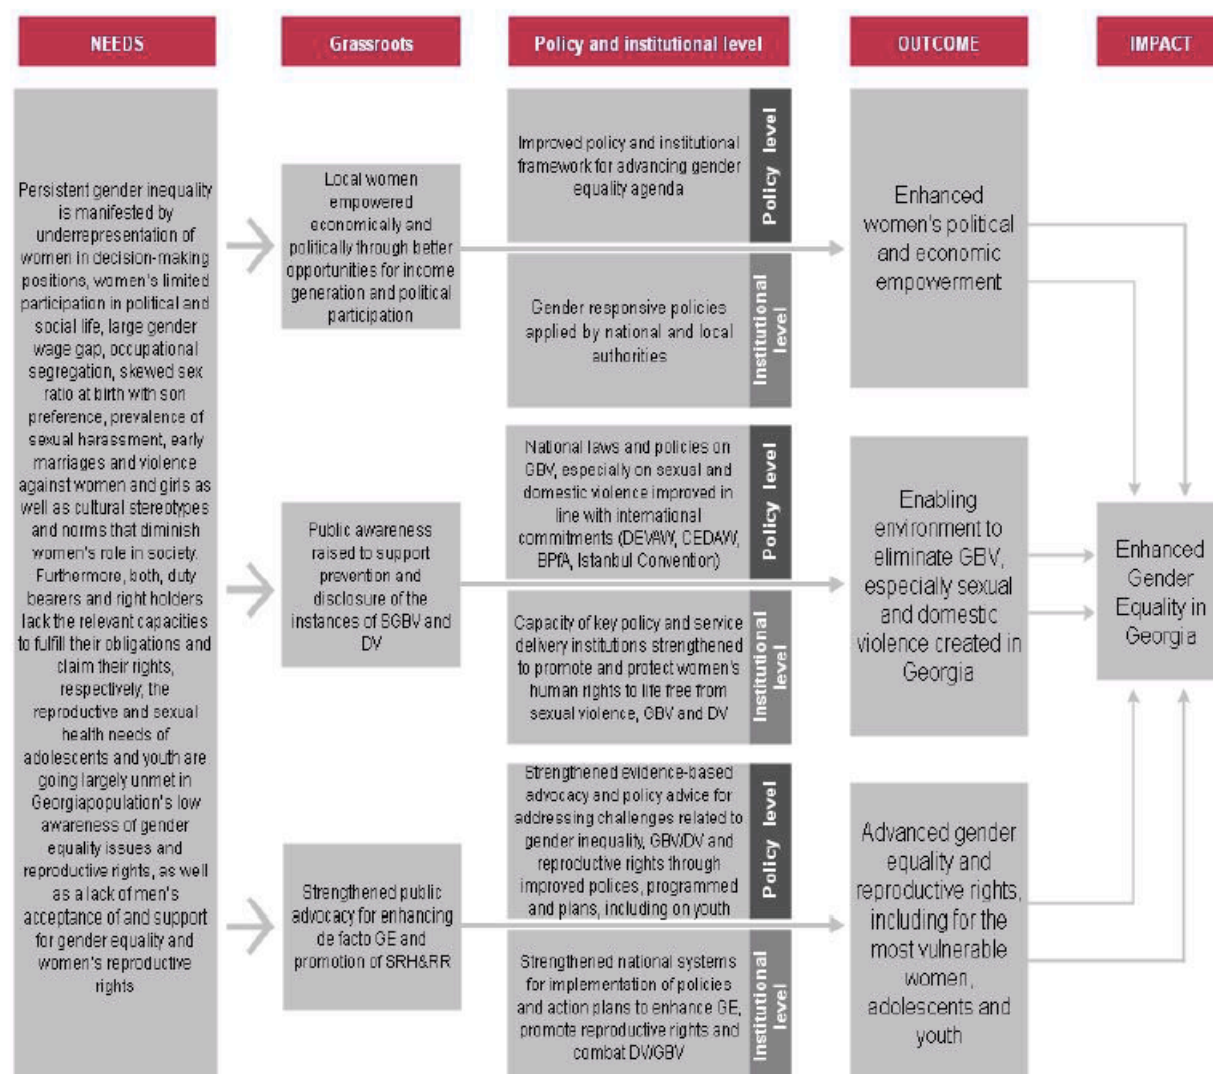 NEEDS
Grassroots
Policy and institutional level
OUTCOME
IMPACT
Persistent gender inequality
is manifested by
underrepresentation of
women in decision-making
positions, women's limited
participation in political and
social life, large gender
wage gap, occupational
segregation, skewed sex
ratio at birth with son
preference, prevalence of
sexual harassment, early
marriages and violence
against women and girls as
well as cultural stereotypes
and norms that diminish
women's role in society.
Furthermore, both, duty
bearers and right holders
lack the relevant capacities
to fulfill their obligations and
claim their rights,
respectively, the
reproductive and sexual
health needs of
adolescents and youth are
going largely unmet in
Georgiapopulation's low
awareness of gender
equality issues and
reproductive rights, as well
as a lack of men's
acceptance of and support
for gender equality and
women's reproductive
rights
Local women
empowered
economically and
politically through better
opportunities for income
generation and political
participation
Improved policy and institutional
framework for advancing gender
equality agenda
Policy level
Gender responsive policies
applied by national and local
authorities
Institutional
level
Enhanced
women's political
and economic
empowerment
Public awareness
raised to support
prevention and
disclosure of the
instances of SGBV and
DV
National laws and policies on
GBV, especially on sexual and
domestic violence improved in
line with international
commitments (DEVAW, CEDAW,
BPfA, Istanbul Convention)
Policy level
Capacity of key policy and service
delivery institutions strengthened
to promote and protect women's
human rights to life free from
sexual violence, GBV and DV
Institutional
level
Enabling
environment to
eliminate GBV,
especially sexual
and domestic
violence created in
Georgia
Strengthened public
advocacy for enhancing
de facto GE and
promotion of SRH&RR
Strengthened evidence-based
advocacy and policy advice for
addressing challenges related to
gender inequality, GBV/DV and
reproductive rights through
improved polices, programmed
and plans, including on youth
Policy level
Strengthened national systems
for implementation of policies
and action plans to enhance GE,
promote reproductive rights and
combat DV/GBV
Institutional
level
Advanced gender
equality and
reproductive rights,
including for the
most vulnerable
women,
adolescents and
youth
Enhanced
Gender
Equality in
Georgia